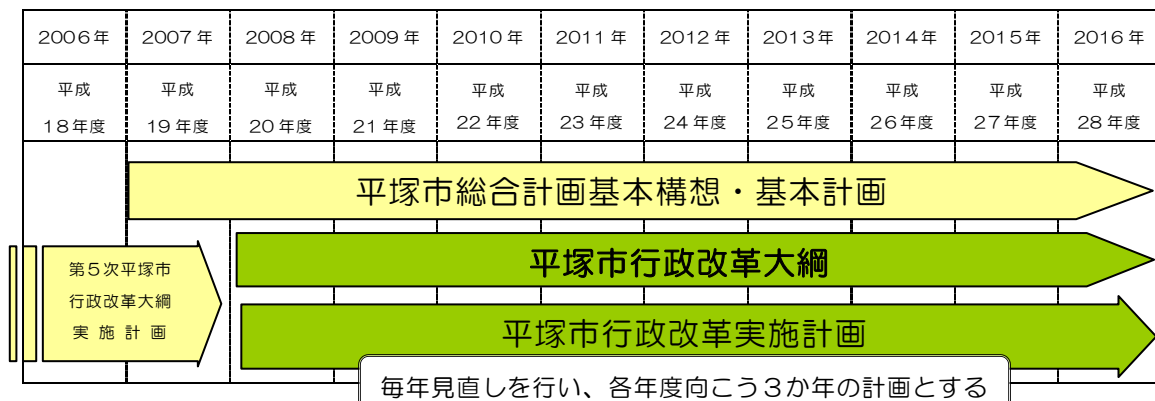 2006年 2007年 2008年 2009年 2010年 2011年 2012年 2013年 2014年 2015年 2016年
平成 平成 平成 平成 平成 平成 平成 平成 平成 平成 平成
18年度 19年度 20年度 21年度 22年度 23年度 24年度 25年度 26年度 27年度 28年度
平塚市総合計画基本構想・基本計画
第5次平塚市
行政改革大綱
実施計画
平塚市行政改革大綱
平塚市行政改革実施計画
毎年見直しを行い、各年度向こう3か年の計画とする